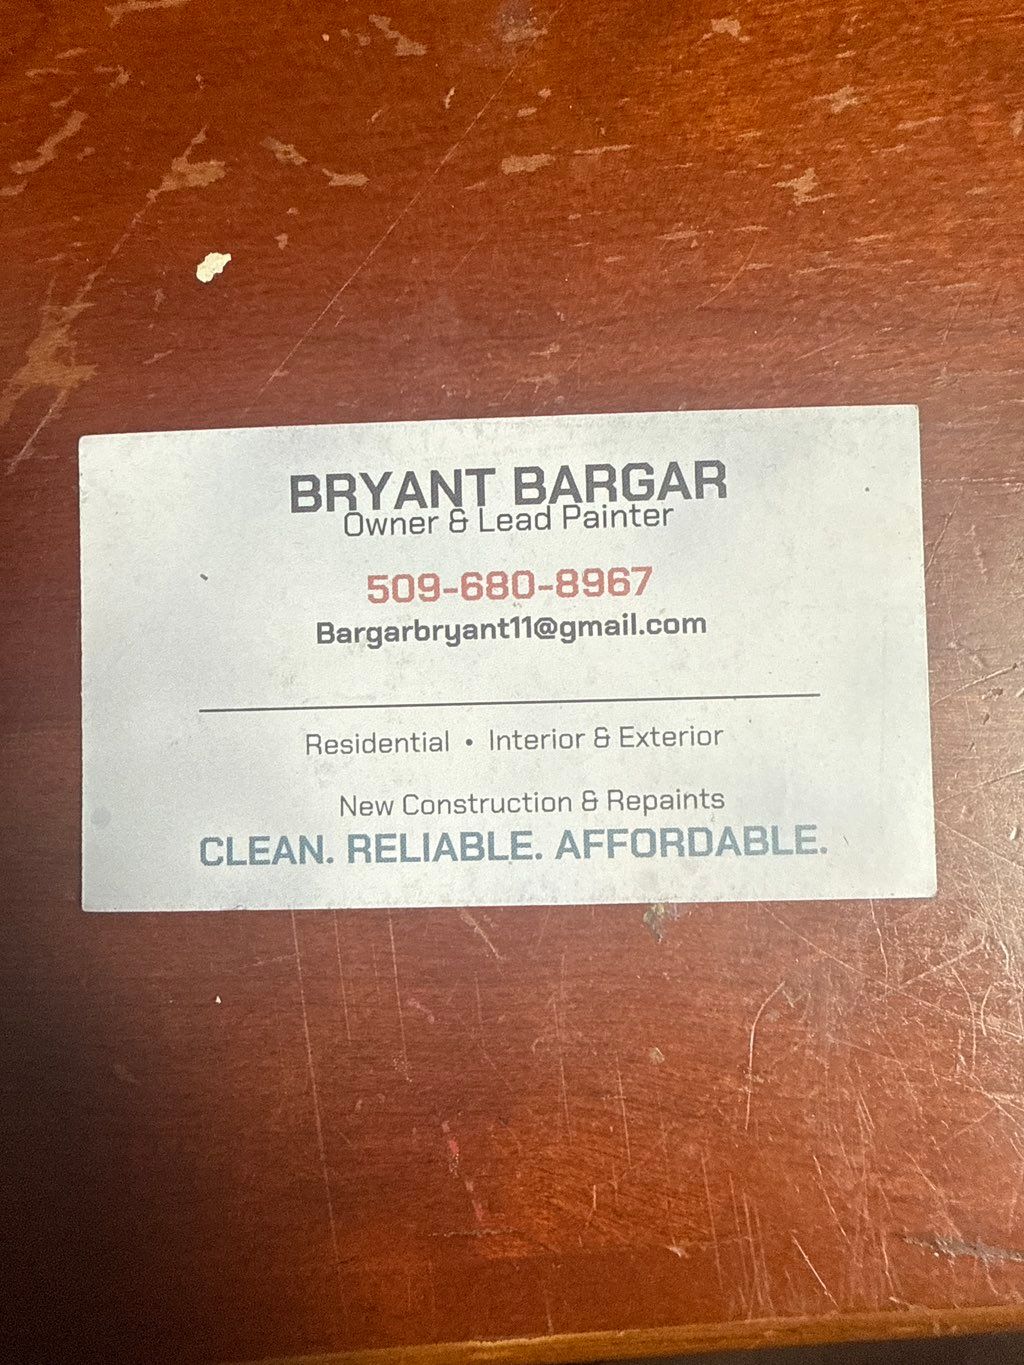 BRYANT BARGAR
Owner & Lead Painter
509-680-8967
Bargarbryant11@gmail.com
Residential • Interior & Exterior
New Construction & Repaints
CLEAN. RELIABLE. AFFORDABLE.